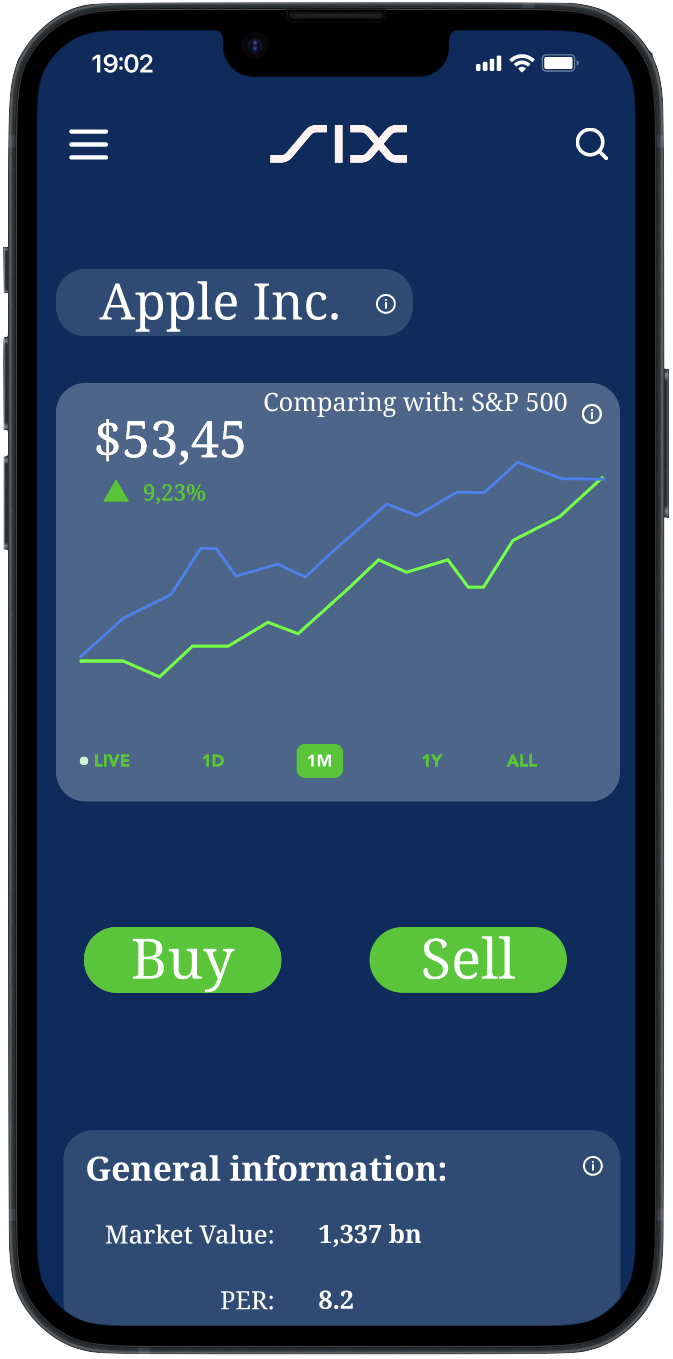 19:02
SIX
Apple Inc.
Comparing with: S&P 500
$53,45
9,23%
LIVE 1D 1M 1Y ALL
Buy Sell
General information:
Market Value: 1,337 bn
PER: 8.2